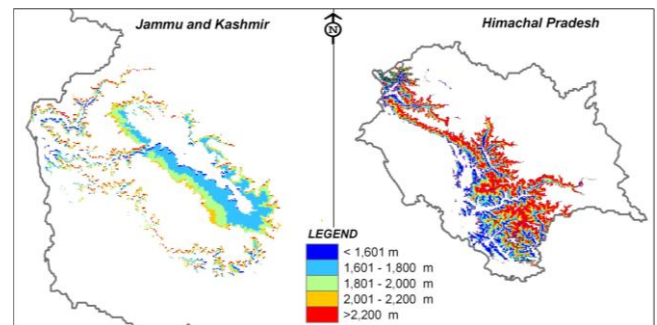 Jammu and Kashmir
N
Himachal Pradesh
LEGEND
< 1,601 m
1,601 - 1,800 m
1,801 - 2,000 m
2,001 - 2,200 m
>2,200 m